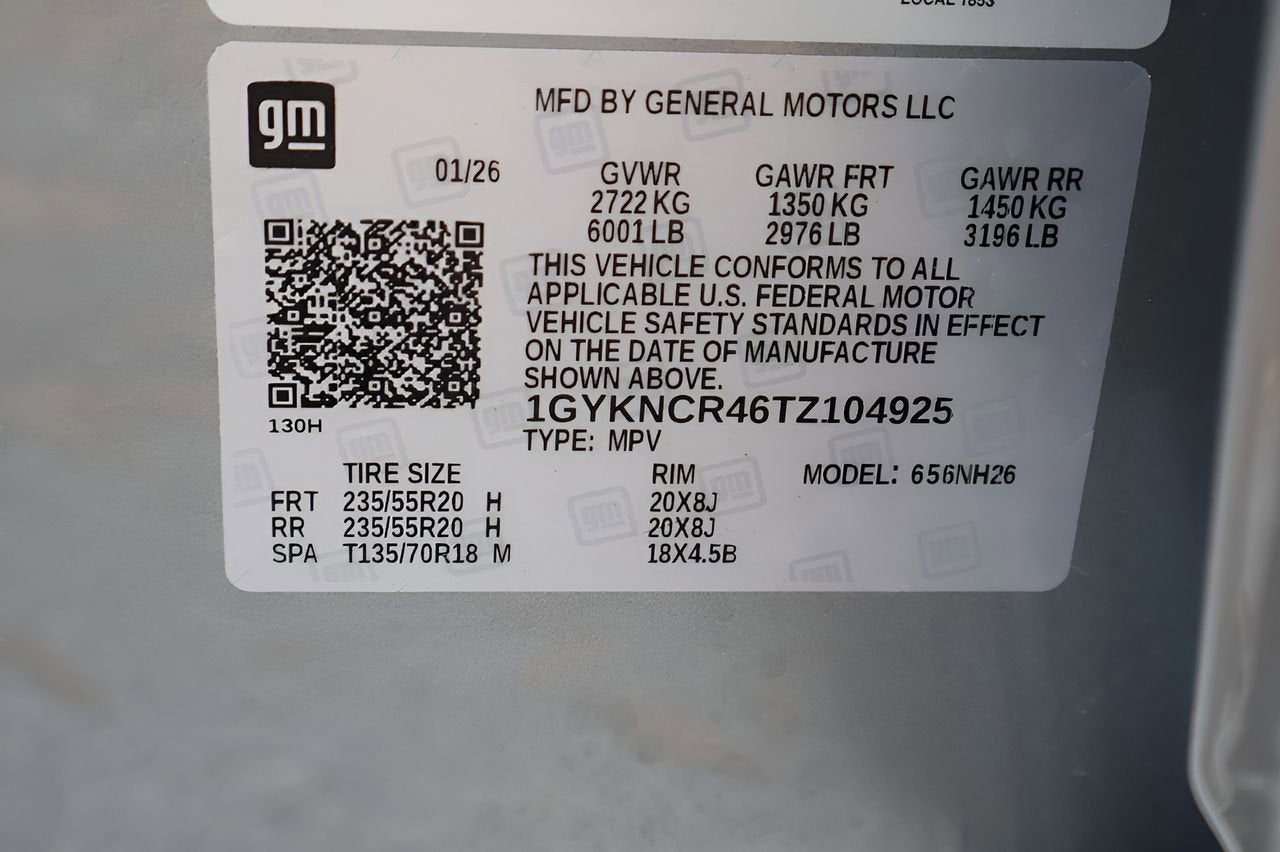 LOCAL 1853
gm
MFD BY GENERAL MOTORS LLC
01/26
GVWR GAWR FRT GAWR RR
2722 KG 1350 KG 1450 KG
6001 LB 2976 LB 3196 LB
THIS VEHICLE CONFORMS TO ALL
APPLICABLE U.S. FEDERAL MOTOR
VEHICLE SAFETY STANDARDS IN EFFECT
ON THE DATE OF MANUFACTURE
SHOWN ABOVE.
1GYKNCR46TZ104925
130H
TYPE: MPV
TIRE SIZE RIM MODEL: 656NH26
FRT 235/55R20 H 20X8J
RR 235/55R20 H 20X8J
SPA T135/70R18 M 18X4.5B